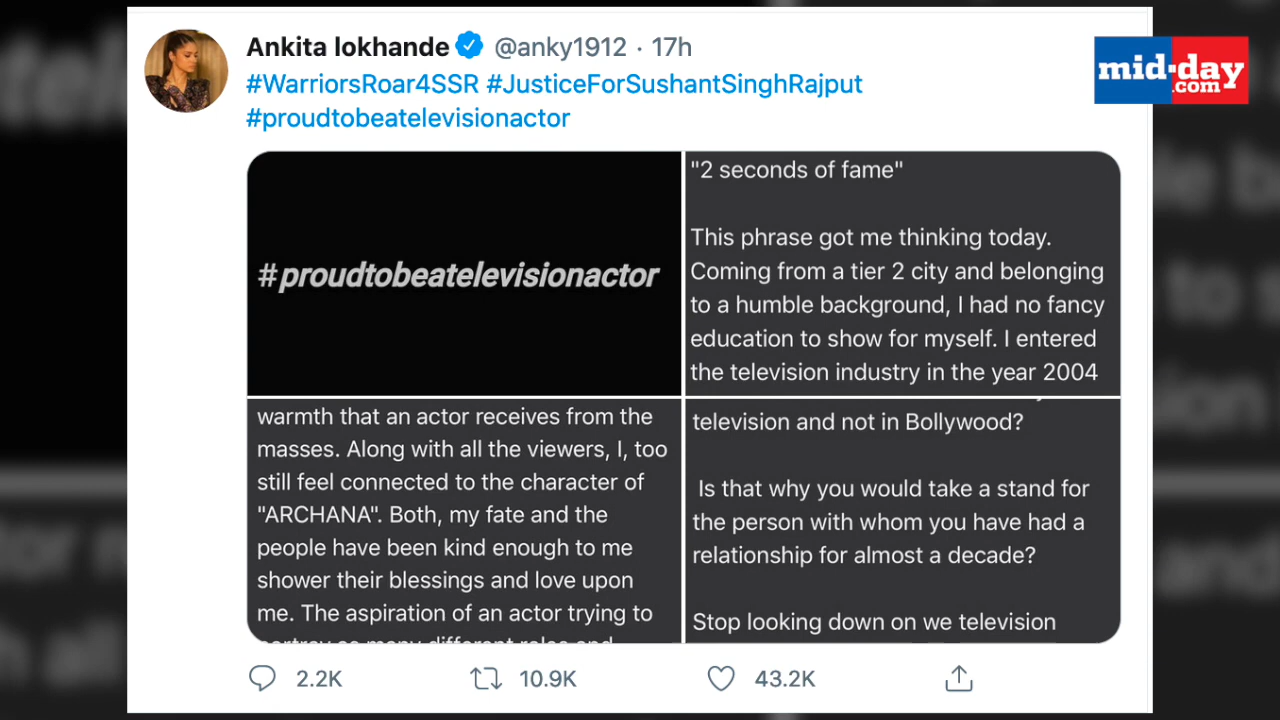 Ankita lokhande @anky1912 · 17h
#WarriorsRoar4SSR #JusticeForSushantSinghRajput
#proudtobeatelevisionactor
mid-day
.com
#proudtobeatelevisionactor
"2 seconds of fame"
This phrase got me thinking today.
Coming from a tier 2 city and belonging
to a humble background, I had no fancy
education to show for myself. I entered
the television industry in the year 2004
warmth that an actor receives from the
masses. Along with all the viewers, I, too
still feel connected to the character of
"ARCHANA". Both, my fate and the
people have been kind enough to me
shower their blessings and love upon
me. The aspiration of an actor trying to
television and not in Bollywood?
Is that why you would take a stand for
the person with whom you have had a
relationship for almost a decade?
Stop looking down on we television
2.2K 10.9K 43.2K